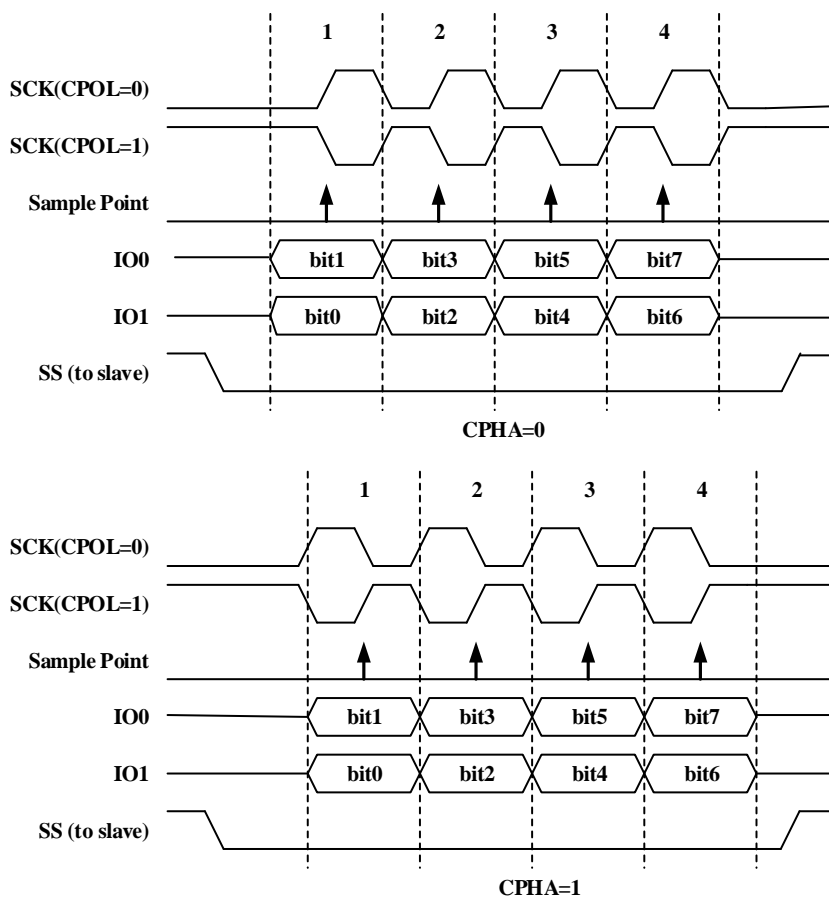 1 2 3 4
SCK(CPOL=0)
SCK(CPOL=1)
Sample Point
IO0 bit1 bit3 bit5 bit7
IO1 bit0 bit2 bit4 bit6
SS (to slave)
CPHA=0
1 2 3 4
SCK(CPOL=0)
SCK(CPOL=1)
Sample Point
IO0 bit1 bit3 bit5 bit7
IO1 bit0 bit2 bit4 bit6
SS (to slave)
CPHA=1